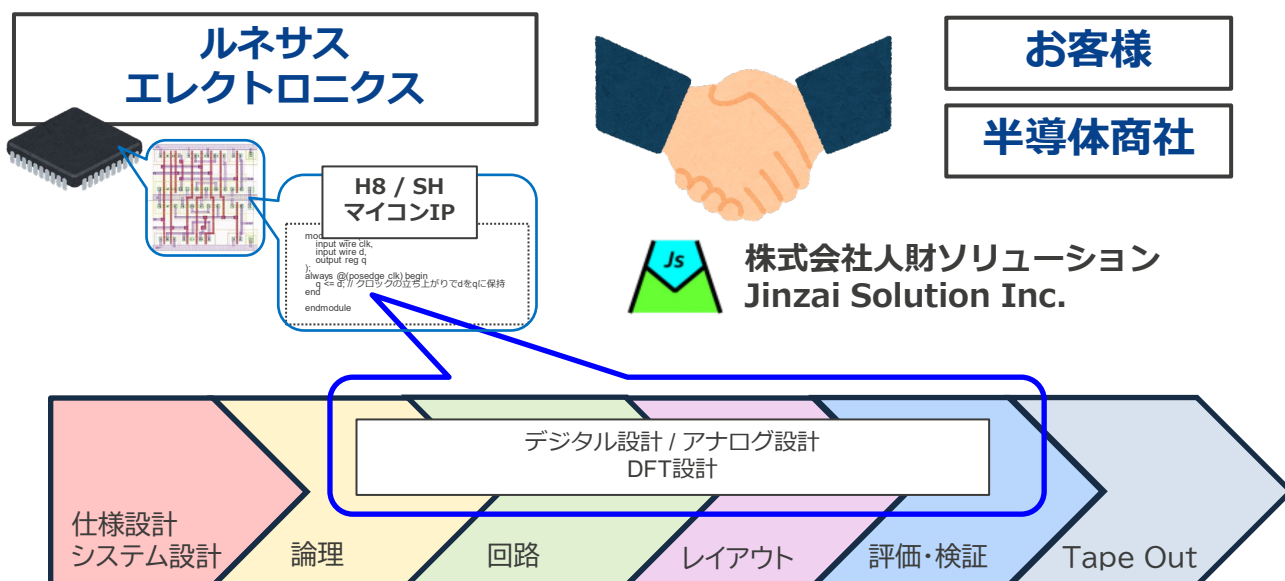 ルネサス
エレクトロニクス
お客様
半導体商社
H8 / SH
マイコンIP
input wire clk,
input wire d,
output reg q
);
always @(posedge clk) begin
q <= d; // クロックの立ち上がりでdをqに保持
end
endmodule
Js
株式会社人財ソリューション
Jinzai Solution Inc.
デジタル設計 / アナログ設計
DFT設計
仕様設計
システム設計
論理
回路
レイアウト
評価・検証
Tape Out